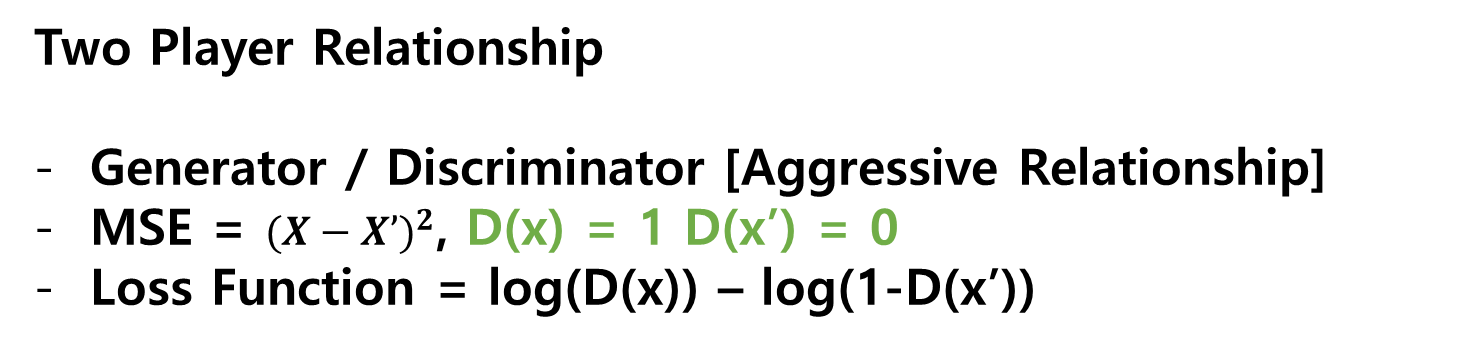 Two Player Relationship
- Generator / Discriminator [Aggressive Relationship]
- MSE = (X – X’)², D(x) = 1 D(x’) = 0
- Loss Function = log(D(x)) – log(1-D(x’))